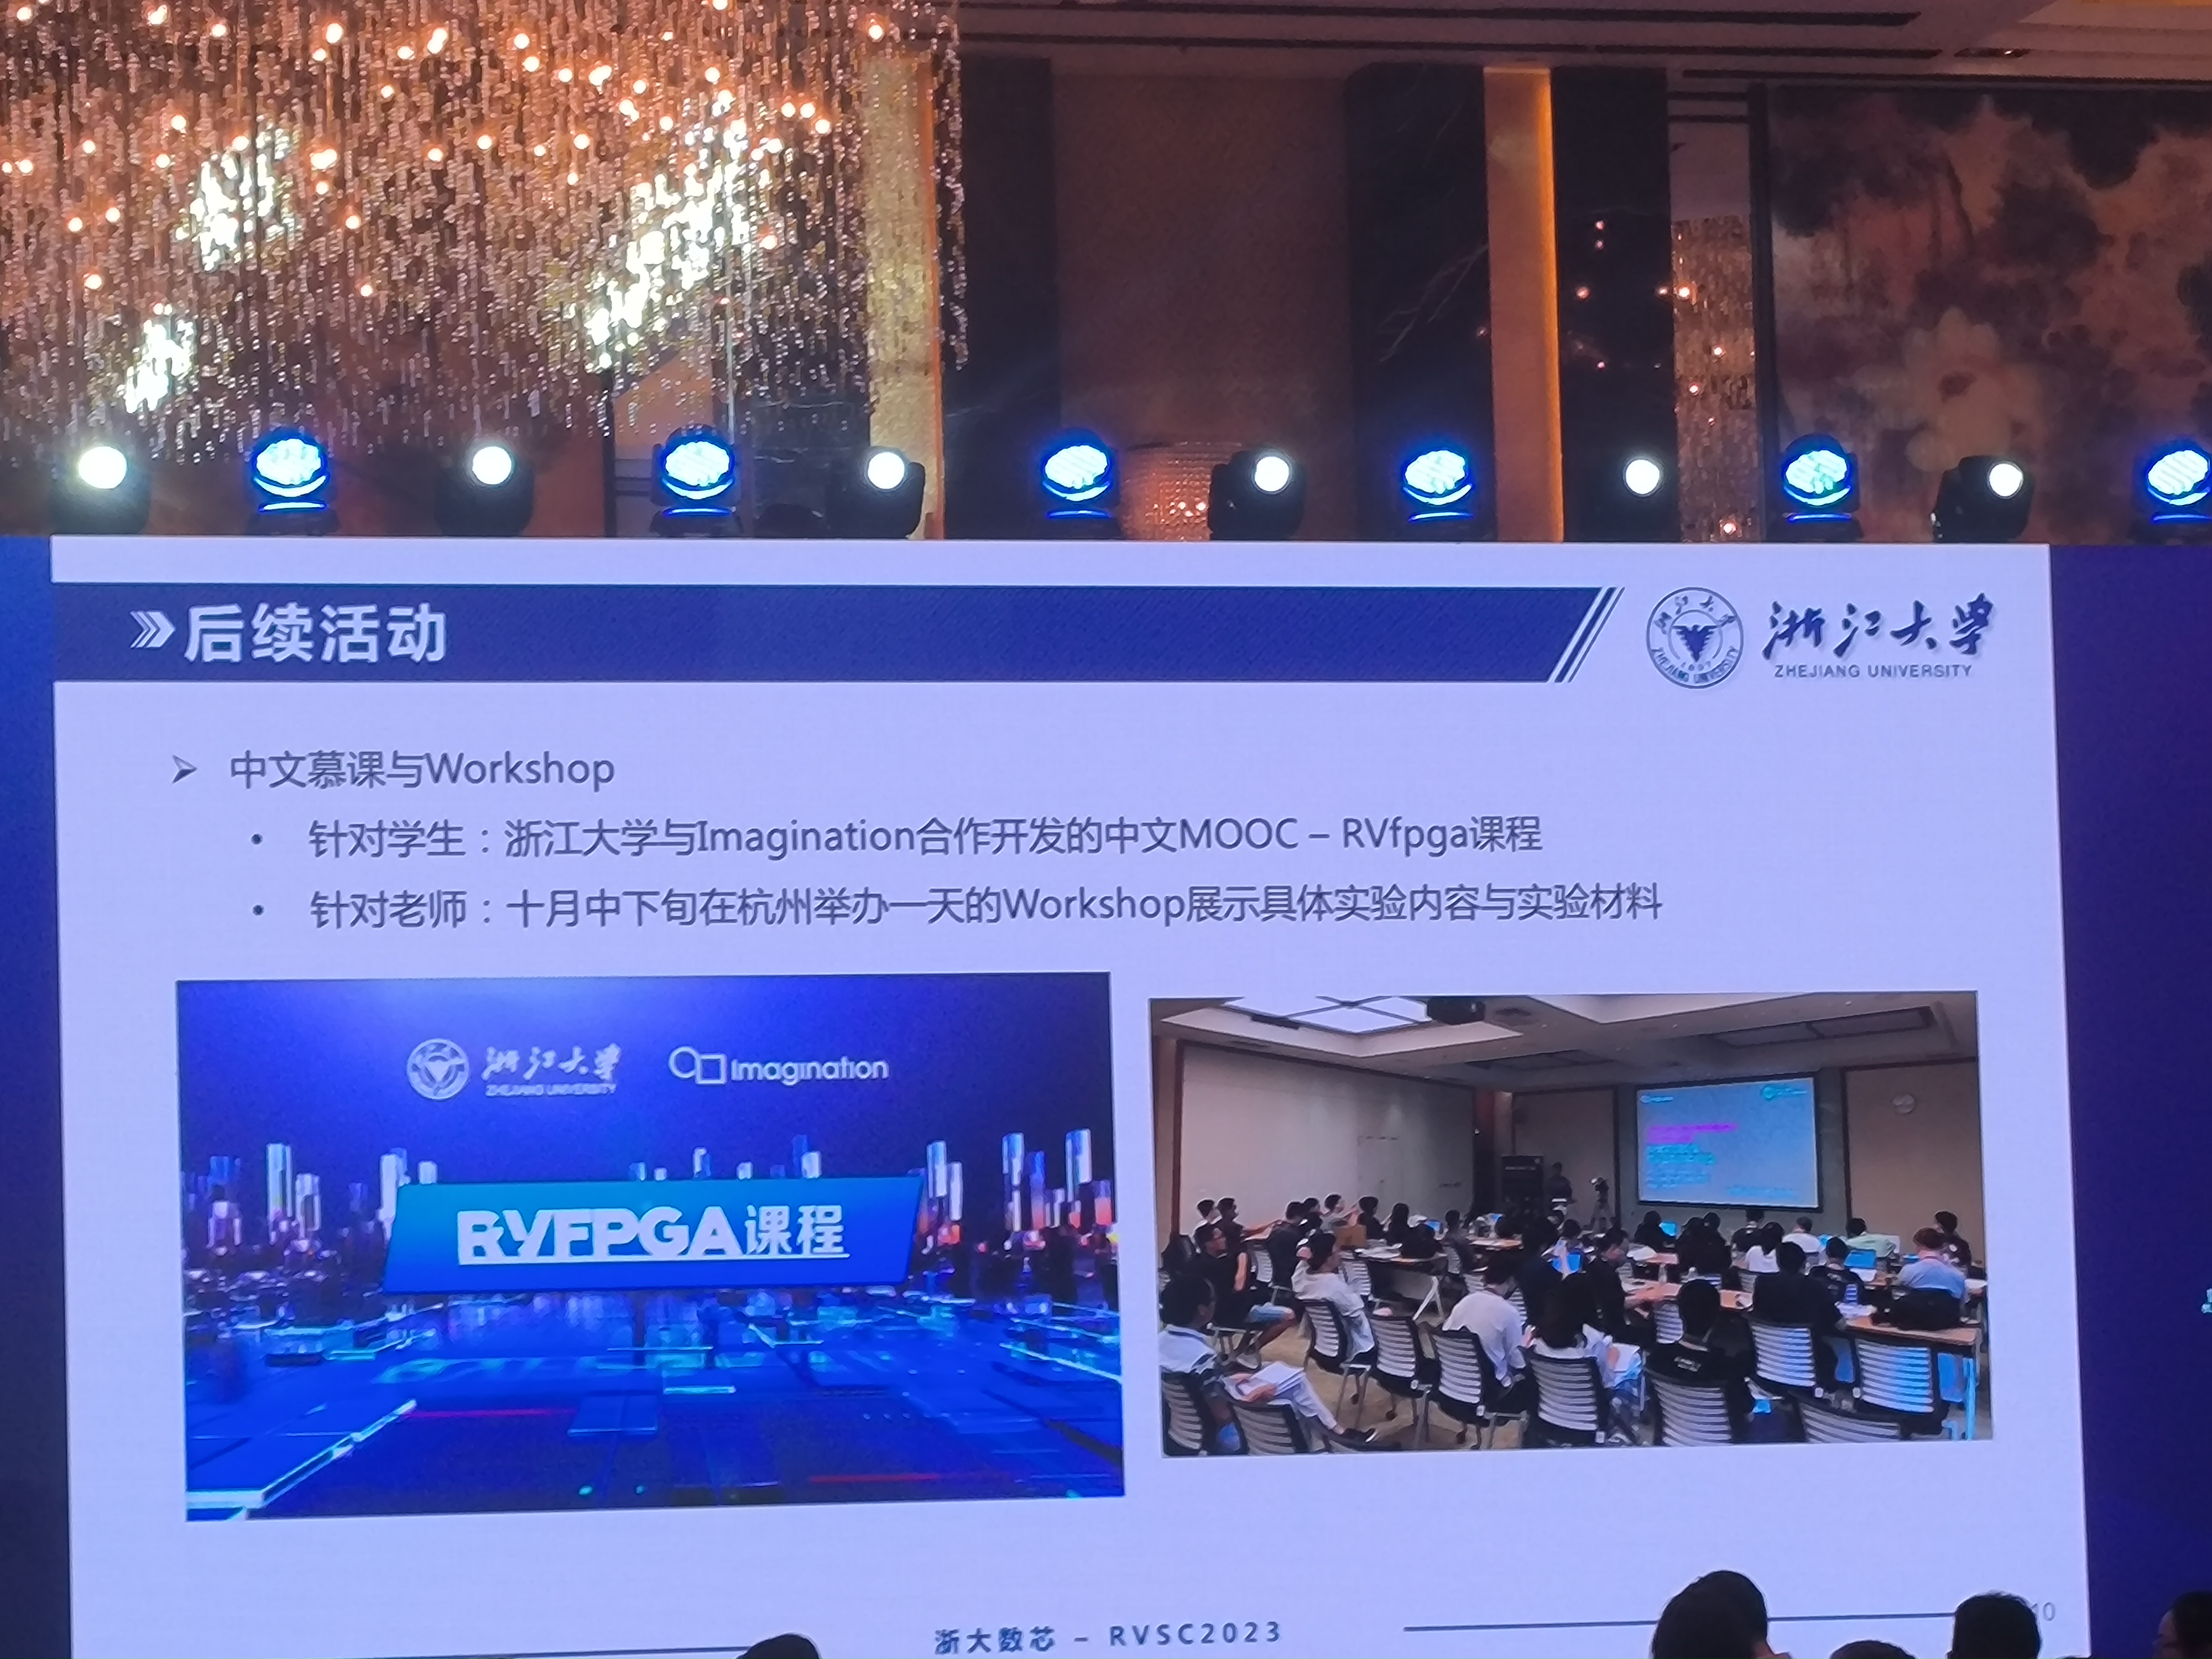 后续活动
浙江大学
ZHEJIANG UNIVERSITY
中文慕课与Workshop
针对学生：浙江大学与Imagination合作开发的中文MOOC – RVfpga课程
针对老师：十月中下旬在杭州举办一天的Workshop展示具体实验内容与实验材料
浙江大学
ZHEJIANG UNIVERSITY
Imagination
RVFPGA课程
浙大数芯 – RVSC2023
10